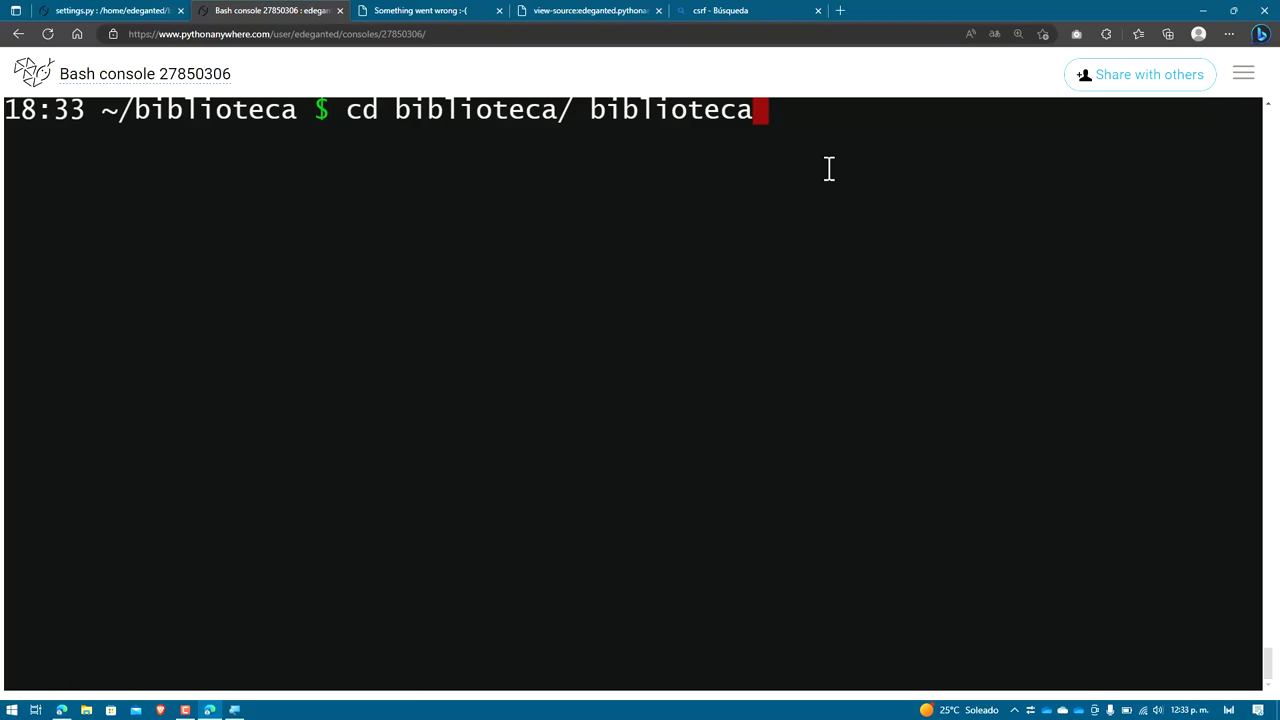 settings.py : /home/edeganted/l
Bash console 27850306 : edegan
Something went wrong :-(
view-source:edeganted.pythona
csrf - Búsqueda
https://www.pythonanywhere.com/user/edeganted/consoles/27850306/
Bash console 27850306
Share with others
18:33 ~/biblioteca $ cd biblioteca/ biblioteca
25°C Soleado
12:33 p. m.